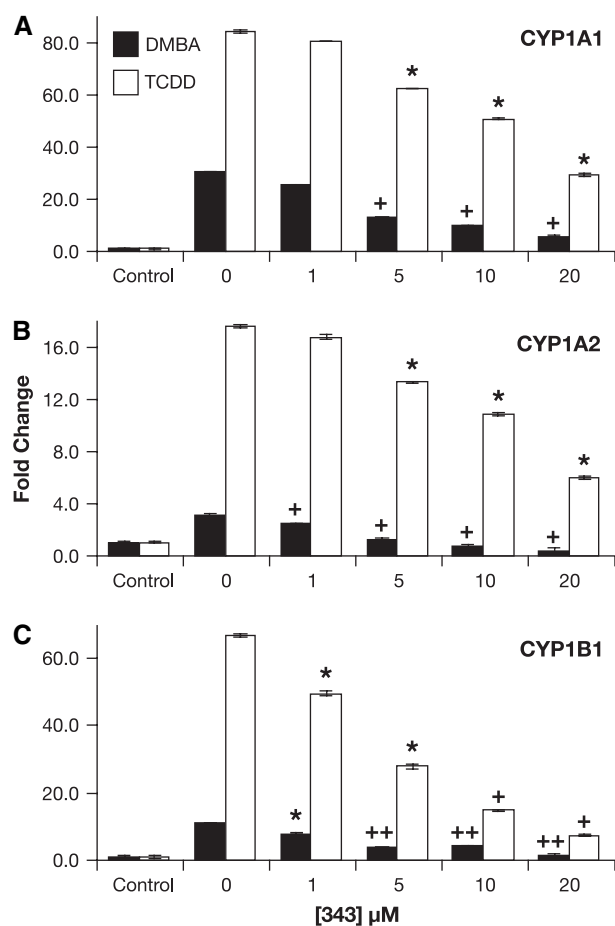 A
CYP1A1
DMBA
TCDD
80.0
60.0
40.0
20.0
0.0
* * *
+ + +
Control 0 1 5 10 20
B
CYP1A2
16.0
12.0
8.0
4.0
0.0
* * *
+ + + +
Control 0 1 5 10 20
Fold Change
C
CYP1B1
60.0
40.0
20.0
0.0
* * + +
* ++ ++ ++
Control 0 1 5 10 20
[343] µM